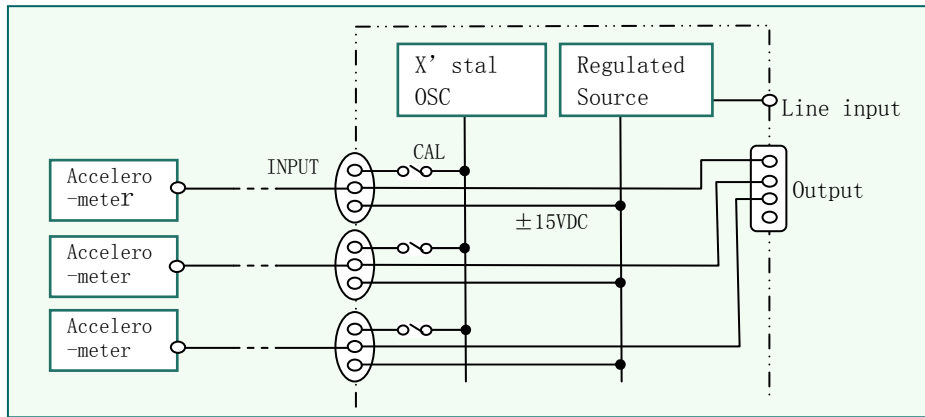 X' stal
OSC
Regulated
Source
Line input
INPUT
CAL
Accelero
-meter
Output
±15VDC
Accelero
-meter
Accelero
-meter